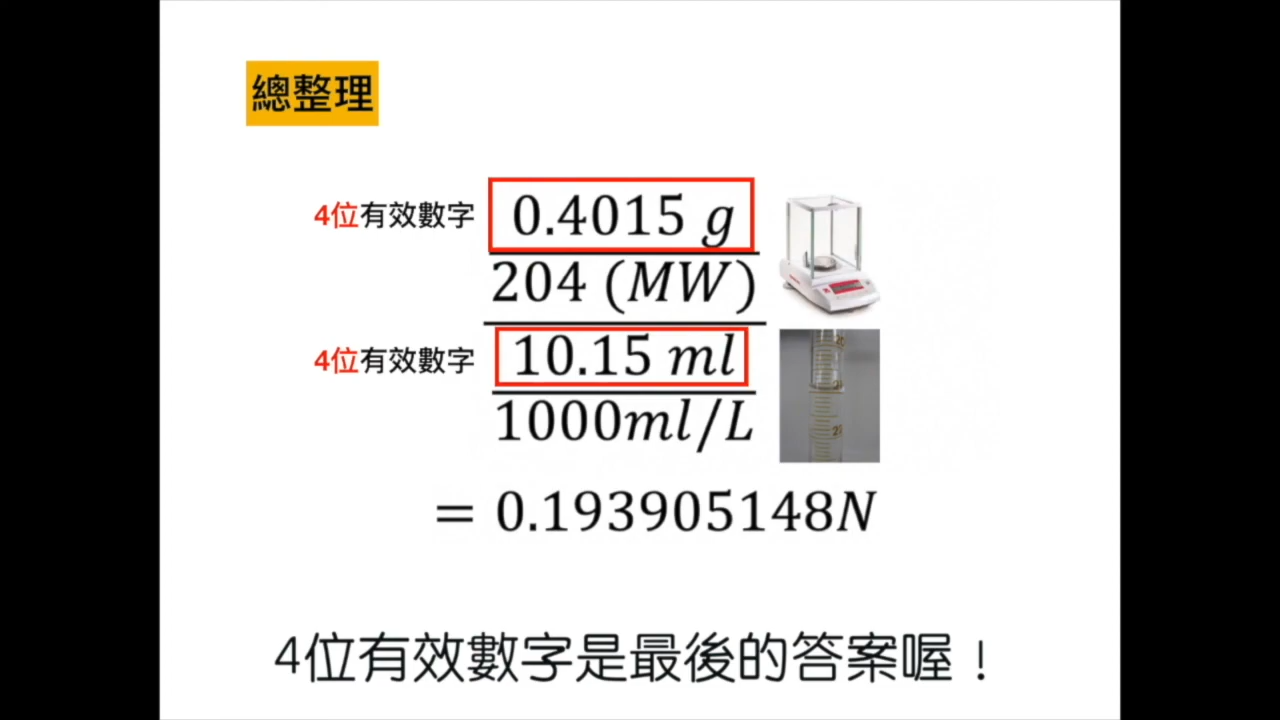 總整理
4位有效數字
0.4015 g
204 (MW)
4位有效數字
10.15 ml
1000ml/L
= 0.193905148N
4位有效數字是最後的答案喔！